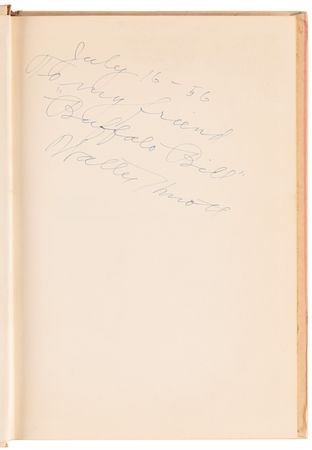 July 16 - 56
To my friend
"Buffalo Bill"
Walter Knott